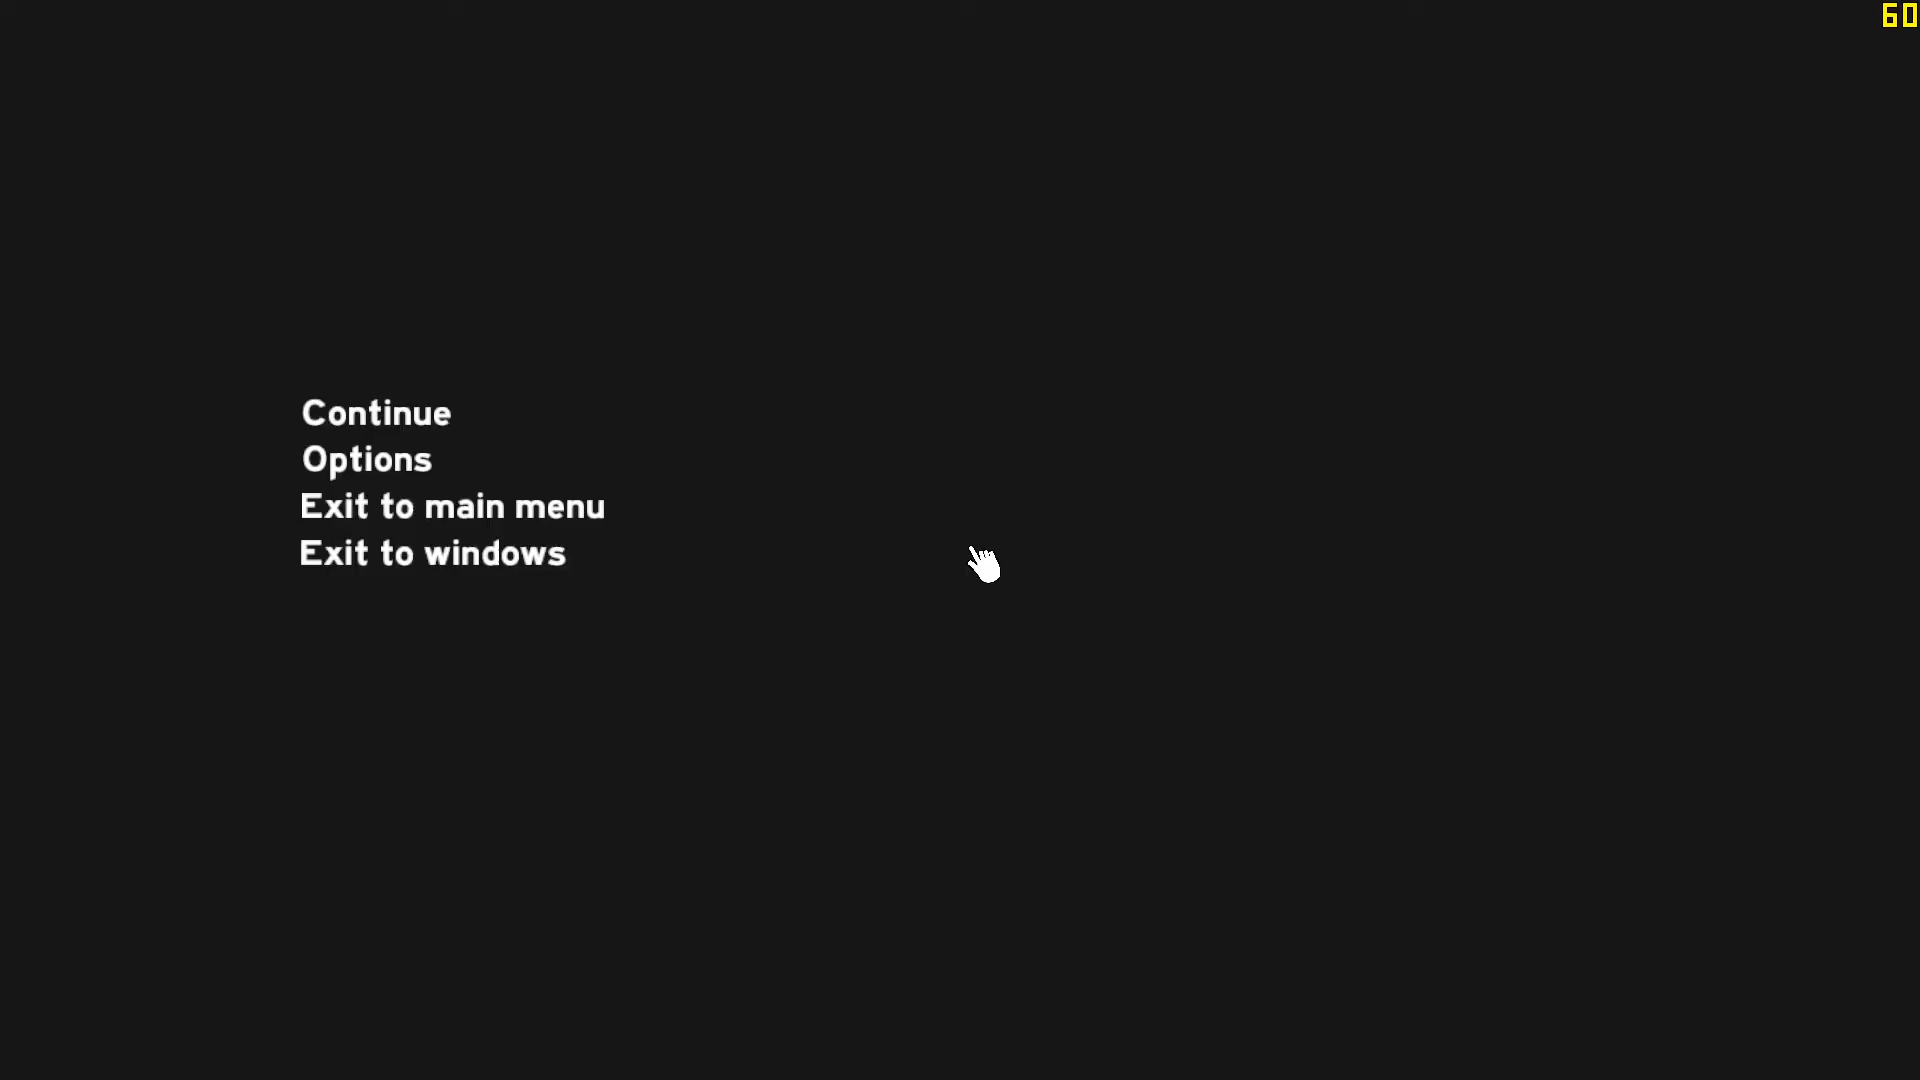 60
Continue
Options
Exit to main menu
Exit to windows